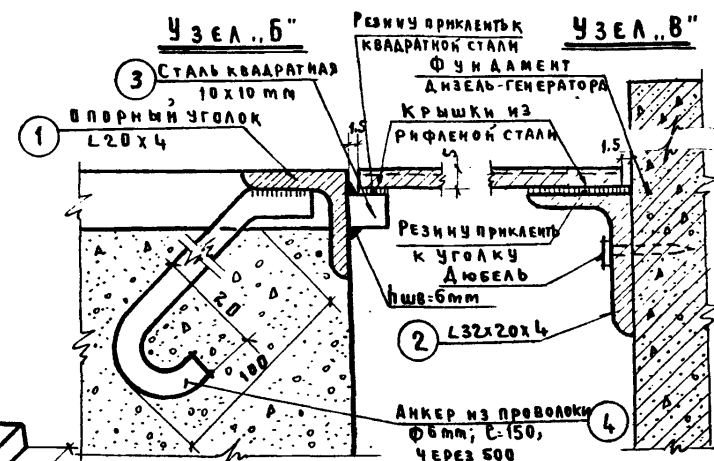 Узел „Б"
Резину приклеить к
квадратной стали
Узел „В"
3
Сталь квадратная
10х10 mm
Фундамент
дизель-генератора
1
Опорный уголок
L20х4
1.5
Крышки из
рифленой стали
1.5
5
Резину приклеить
к уголку
Дюбель
hшв=6mm
20
100
2
L32х20х4
Анкер из проволоки
Ф6mm; ℓ=150,
через 500
4